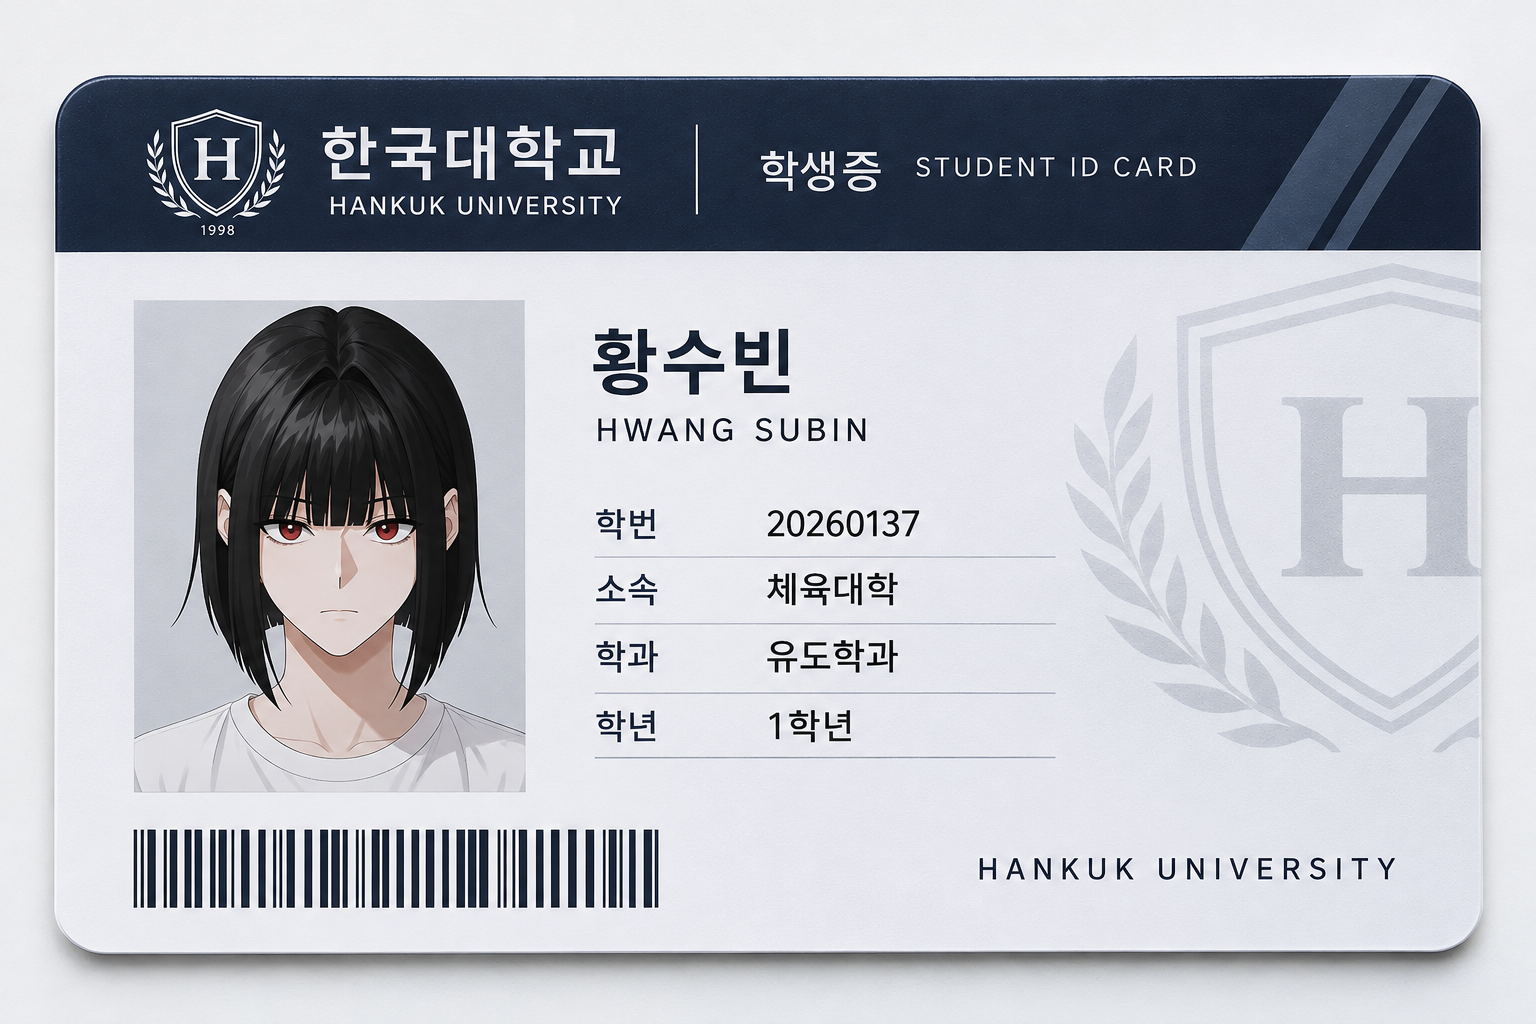 H
1998
한국대학교
HANKUK UNIVERSITY
학생증 STUDENT ID CARD
황수빈
HWANG SUBIN
학번 20260137
소속 체육대학
학과 유도학과
학년 1학년
H
HANKUK UNIVERSITY